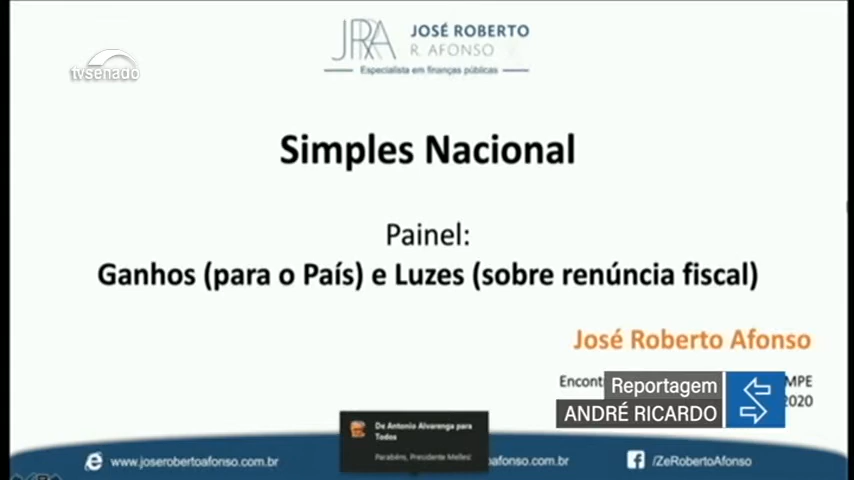 JRA
JOSÉ ROBERTO
R. AFONSO
Especialista em finanças públicas
tvsenado
Simples Nacional
Painel:
Ganhos (para o País) e Luzes (sobre renúncia fiscal)
José Roberto Afonso
MPE
2020
Reportagem
ANDRÉ RICARDO
De Antonio Alvarenga para
Todos
Parabéns, Presidente Melles!
www.joserobertoafonso.com.br
afonso.com.br
/ZeRobertoAfonso